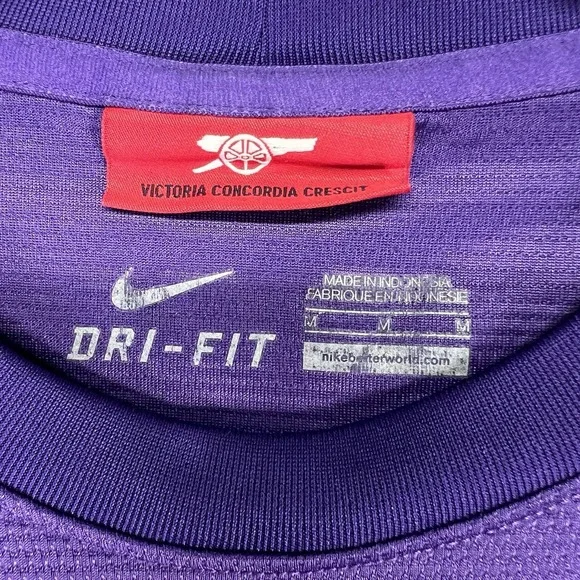 VICTORIA CONCORDIA CRESCIT
DRI-FIT
MADE IN INDONESIA
FABRIQUE EN INDONESIE
M M M
nikebetterworld.com